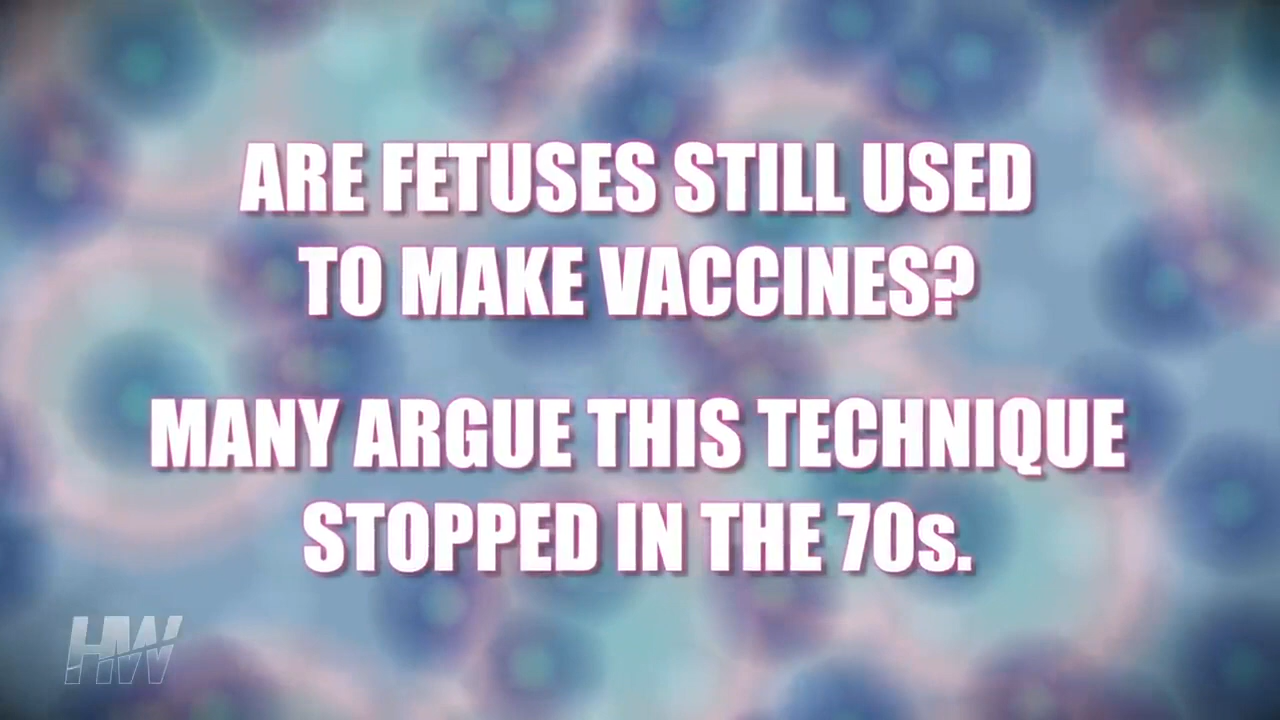 ARE FETUSES STILL USED
TO MAKE VACCINES?
MANY ARGUE THIS TECHNIQUE
STOPPED IN THE 70s.
HW